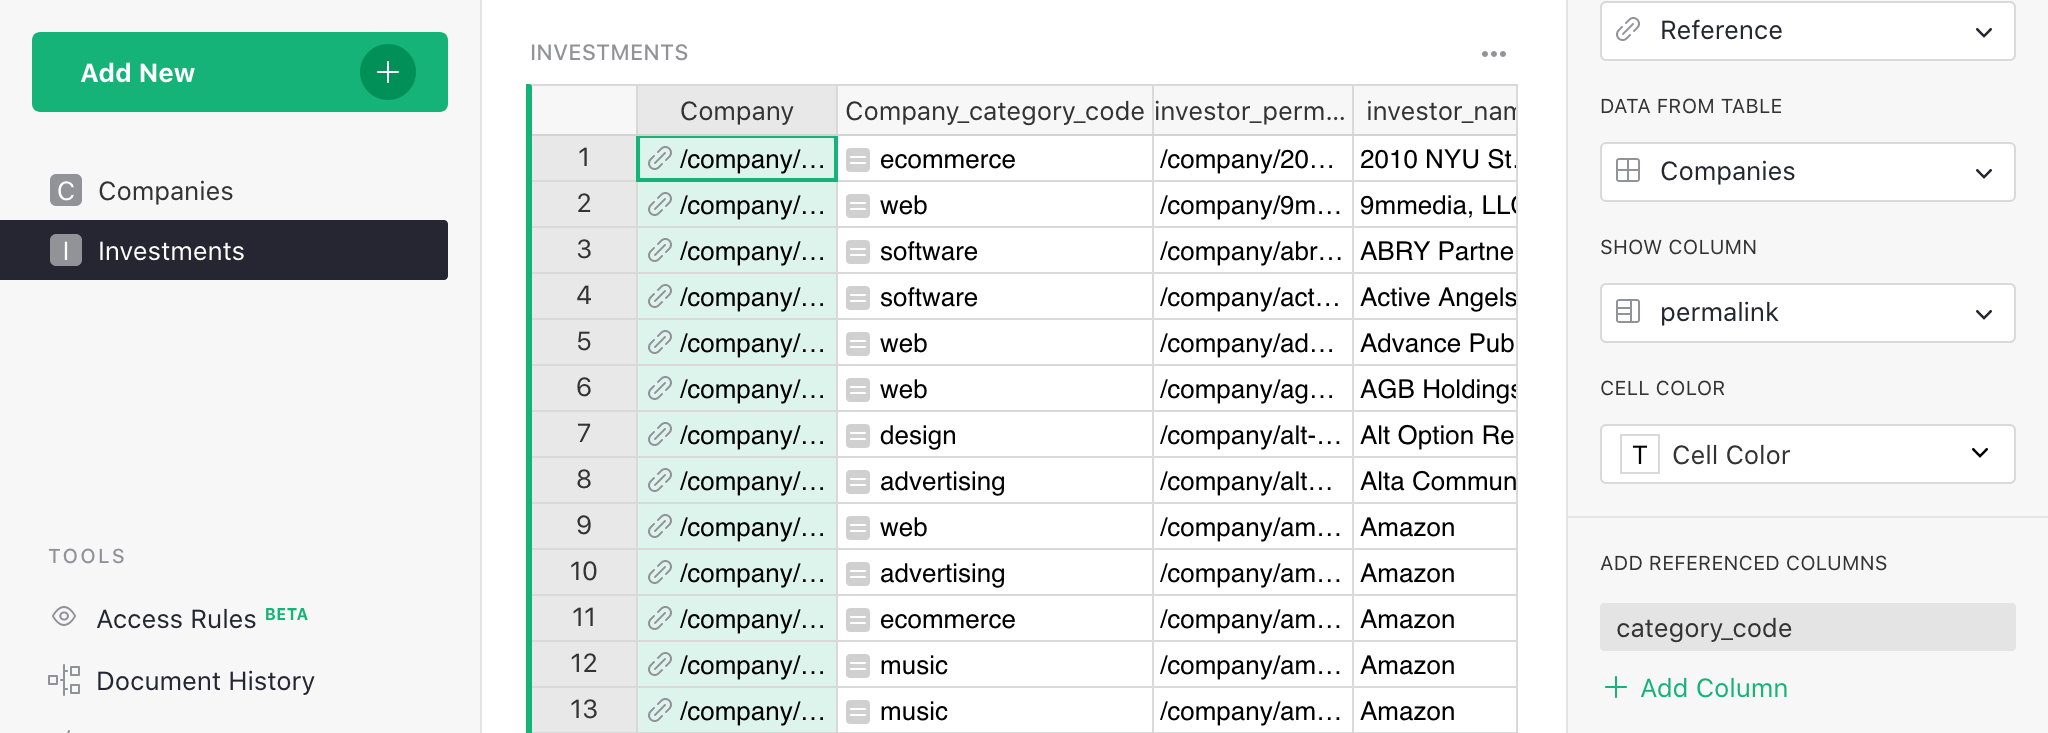 Add New
C Companies
I Investments
TOOLS
Access Rules BETA
Document History
INVESTMENTS
Company Company_category_code investor_perm... investor_nam
1 /company/... ecommerce /company/20... 2010 NYU St.
2 /company/... web /company/9m... 9mmedia, LLC
3 /company/... software /company/abr... ABRY Partne
4 /company/... software /company/act... Active Angels
5 /company/... web /company/ad... Advance Pub
6 /company/... web /company/ag... AGB Holdings
7 /company/... design /company/alt-... Alt Option Re
8 /company/... advertising /company/alt... Alta Commun
9 /company/... web /company/am... Amazon
10 /company/... advertising /company/am... Amazon
11 /company/... ecommerce /company/am... Amazon
12 /company/... music /company/am... Amazon
13 /company/... music /company/am... Amazon
Reference
DATA FROM TABLE
Companies
SHOW COLUMN
permalink
CELL COLOR
T Cell Color
ADD REFERENCED COLUMNS
category_code
+ Add Column